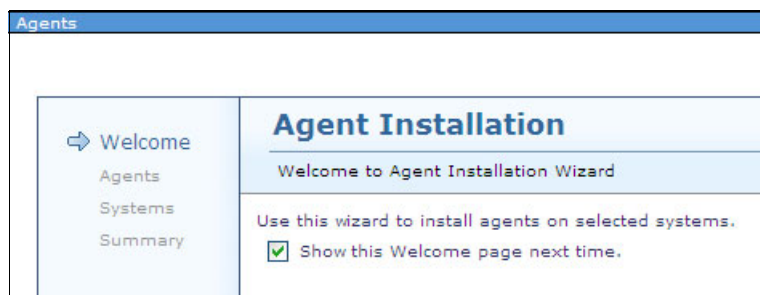 Agents
Welcome
Agents
Systems
Summary
Agent Installation
Welcome to Agent Installation Wizard
Use this wizard to install agents on selected systems.
Show this Welcome page next time.